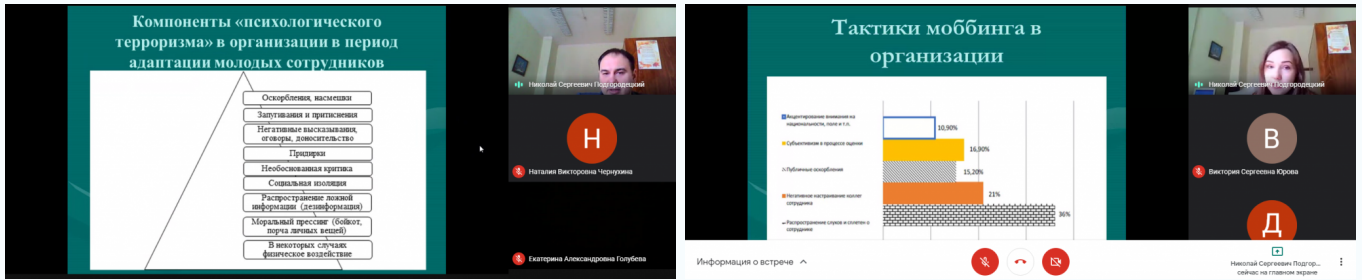 Компоненты «психологического
терроризма» в организации в период
адаптации молодых сотрудников
Оскорбления, насмешки
Запугивания и притиснения
Негативные высказывания,
оговоры, доносительство
Придирки
Необоснованная критика
Социальная изоляция
Распространение ложной
информации (дезинформация)
Моральный прессинг (бойкот,
порча личных вещей)
В некоторых случаях
физическое воздействие
Николай Сергеевич Подгородецкий
Н
Наталия Викторовна Чернухина
Екатерина Александровна Голубева
Тактики моббинга в
организации
Акцентирование внимания на
национальности, поле и т.п.
Субъективизм в процессе оценки
Публичные оскорбления
Негативное настраивание коллег
сотрудника
Распространение слухов и сплетен о
сотруднике
10,90%
16,90%
15,20%
21%
36%
Николай Сергеевич Подгородецкий
В
Виктория Сергеевна Юрова
Д
Информация о встрече
Николай Сергеевич Подгор...
сейчас на главном экране